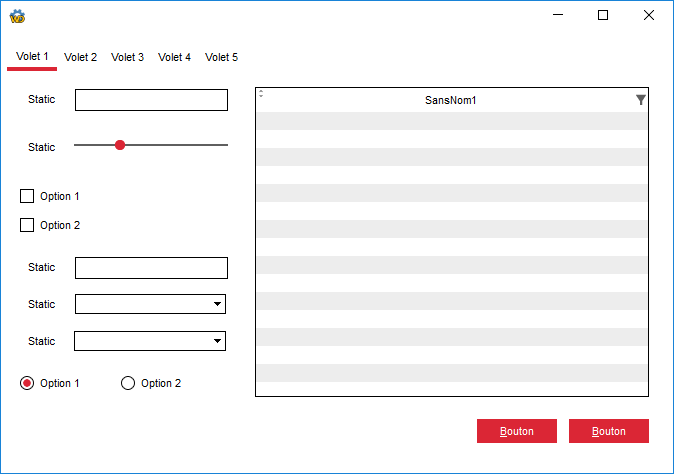 Volet 1 Volet 2 Volet 3 Volet 4 Volet 5
Static
SansNom1
Static
Option 1
Option 2
Static
Static
Static
Option 1 Option 2
Bouton Bouton